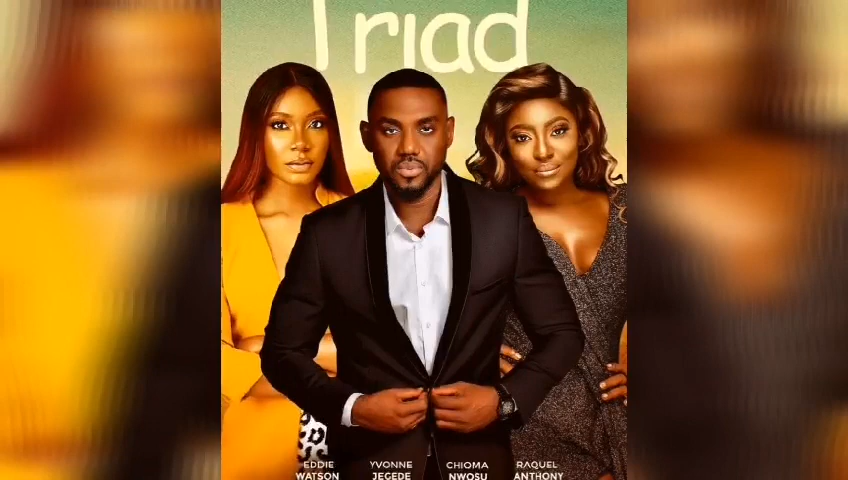 Triad
EDDIE YVONNE CHIOMA RAQUEL
WATSON JEGEDE NWOSU ANTHONY